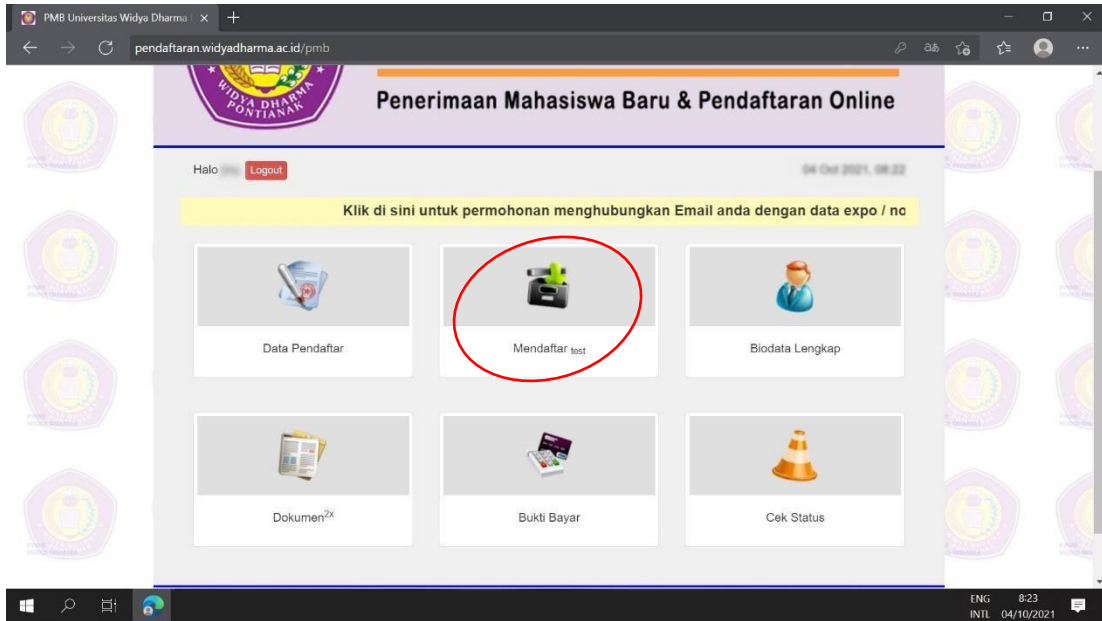 PMB Universitas Widya Dharma
pendaftaran.widyadharma.ac.id/pmb
WIDYA DHARMA
PONTIANAK
Penerimaan Mahasiswa Baru & Pendaftaran Online
Halo Logout 04 Oct 2021, 08:22
Klik di sini untuk permohonan menghubungkan Email anda dengan data expo / no
Data Pendaftar
Mendaftar test
Biodata Lengkap
Dokumen2X
Bukti Bayar
Cek Status
ENG 8:23
INTL 04/10/2021